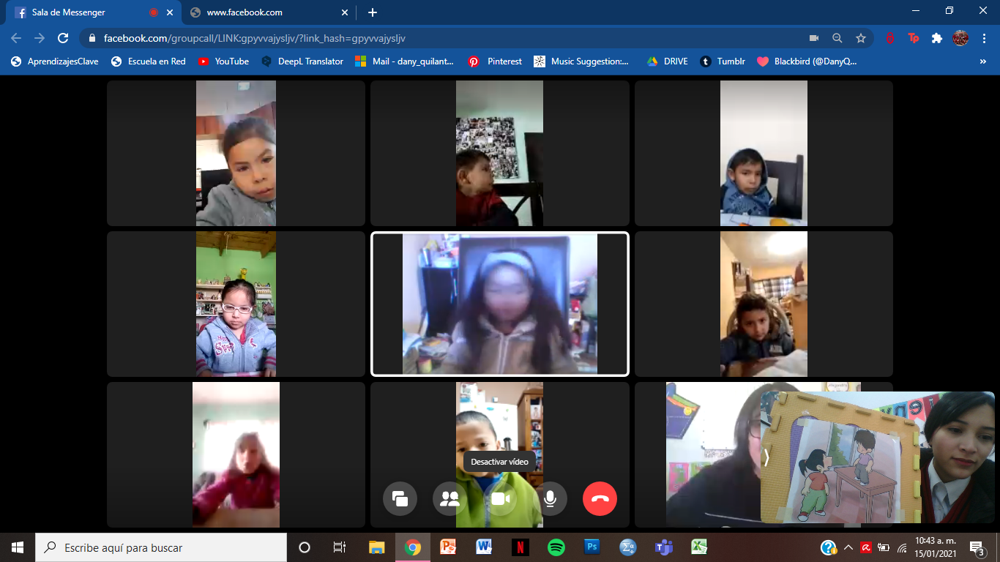 Sala de Messenger
www.facebook.com
facebook.com/groupcall/LINK:gpyvvajysljv/?link_hash=gpyvvajysljv
AprendizajesClave
Escuela en Red
YouTube
DeepL Translator
Mail - dany_quilant...
Pinterest
Music Suggestion:...
DRIVE
Tumblr
Blackbird (@DanyQ...
»
Desactivar vídeo
Escribe aquí para buscar
10:43 a. m.
15/01/2021
3